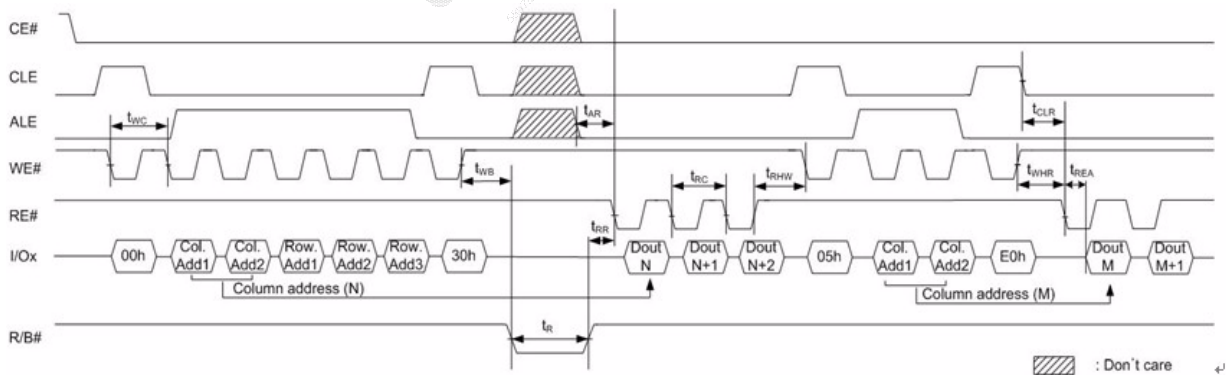 CE#
CLE
ALE
tAR
tCLR
tWC
WE#
tWB
tRC
tRHW
tWHR
tREA
RE#
tRR
I/Ox
00h
Col. Add1
Col. Add2
Row. Add1
Row. Add2
Row. Add3
30h
Dout N
Dout N+1
Dout N+2
05h
Col. Add1
Col. Add2
E0h
Dout M
Dout M+1
Column address (N)
Column address (M)
R/B#
tR
: Don`t care